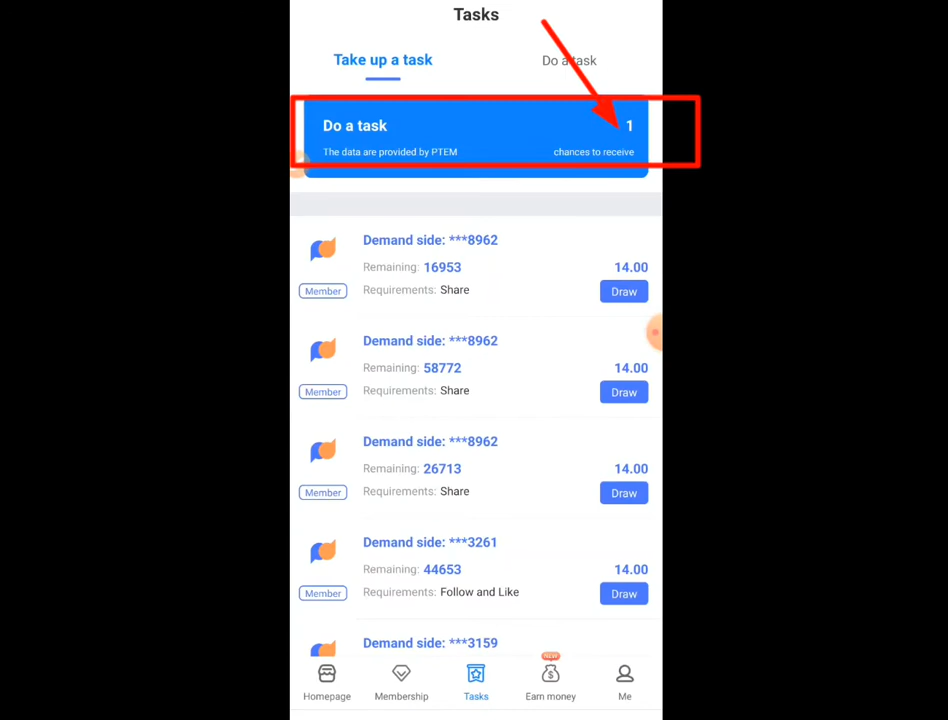 Tasks
Take up a task
Do a task
Do a task
1
The data are provided by PTEM
chances to receive
Demand side: ***8962
Remaining: 16953
14.00
Member
Requirements: Share
Draw
Demand side: ***8962
Remaining: 58772
14.00
Member
Requirements: Share
Draw
Demand side: ***8962
Remaining: 26713
14.00
Member
Requirements: Share
Draw
Demand side: ***3261
Remaining: 44653
14.00
Member
Requirements: Follow and Like
Draw
Demand side: ***3159
NEW
Homepage
Membership
Tasks
Earn money
Me